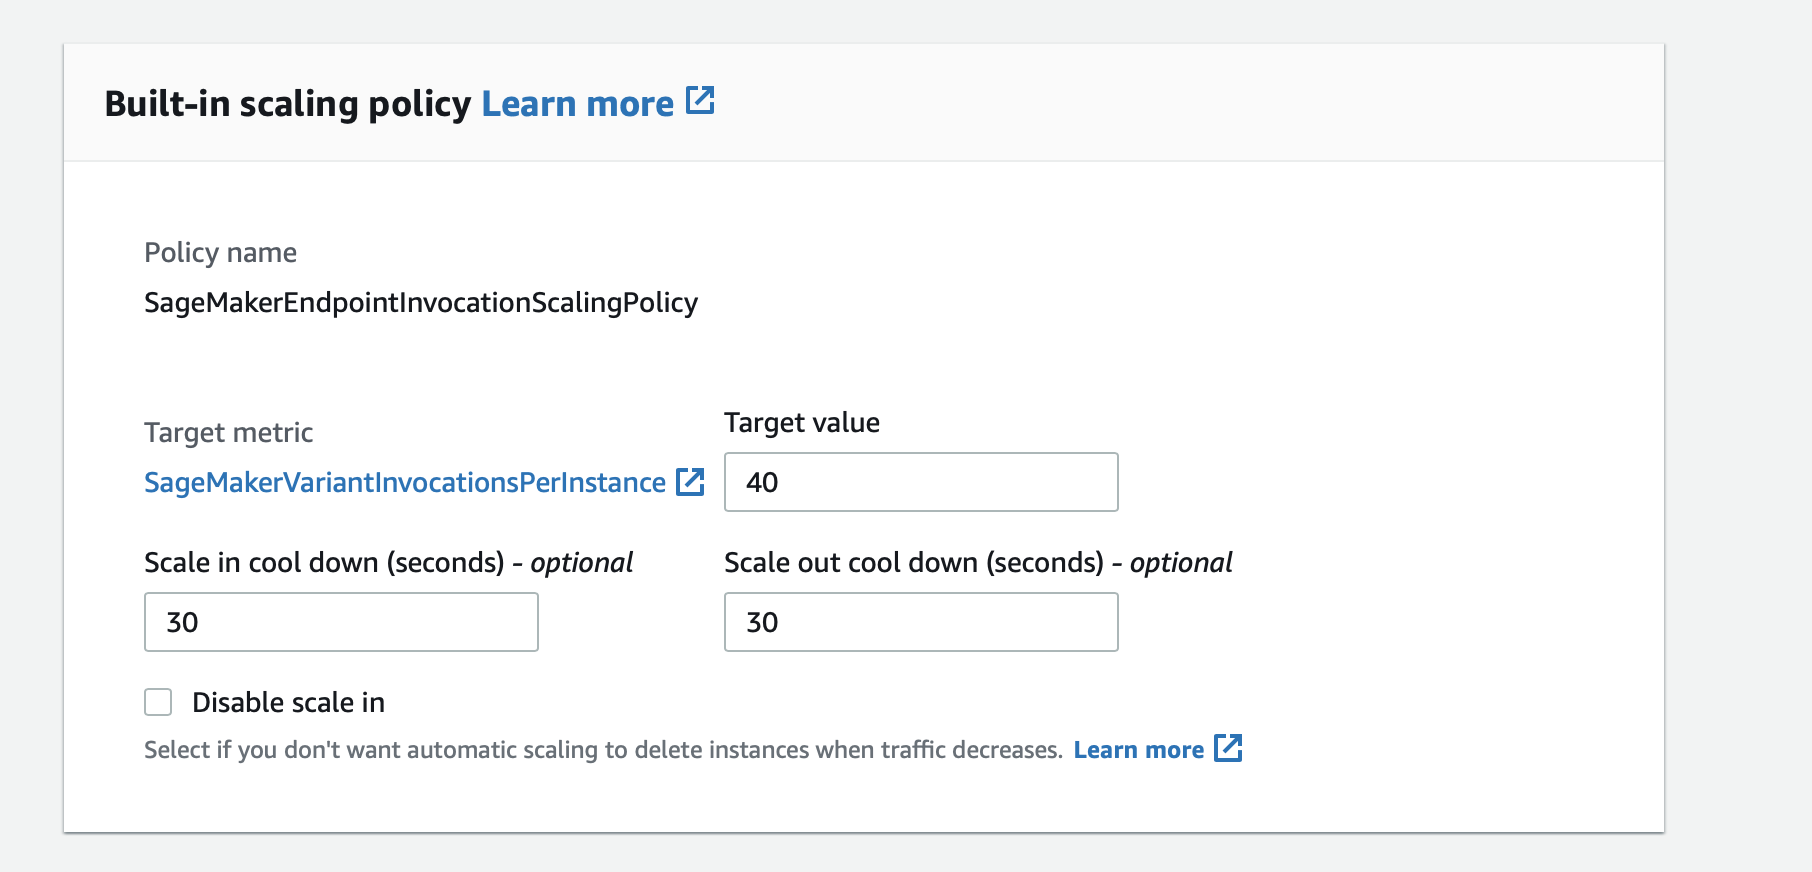 Built-in scaling policy Learn more
Policy name
SageMakerEndpointInvocationScalingPolicy
Target metric
SageMakerVariantInvocationsPerInstance
Target value
40
Scale in cool down (seconds) - optional
30
Scale out cool down (seconds) - optional
30
Disable scale in
Select if you don't want automatic scaling to delete instances when traffic decreases. Learn more